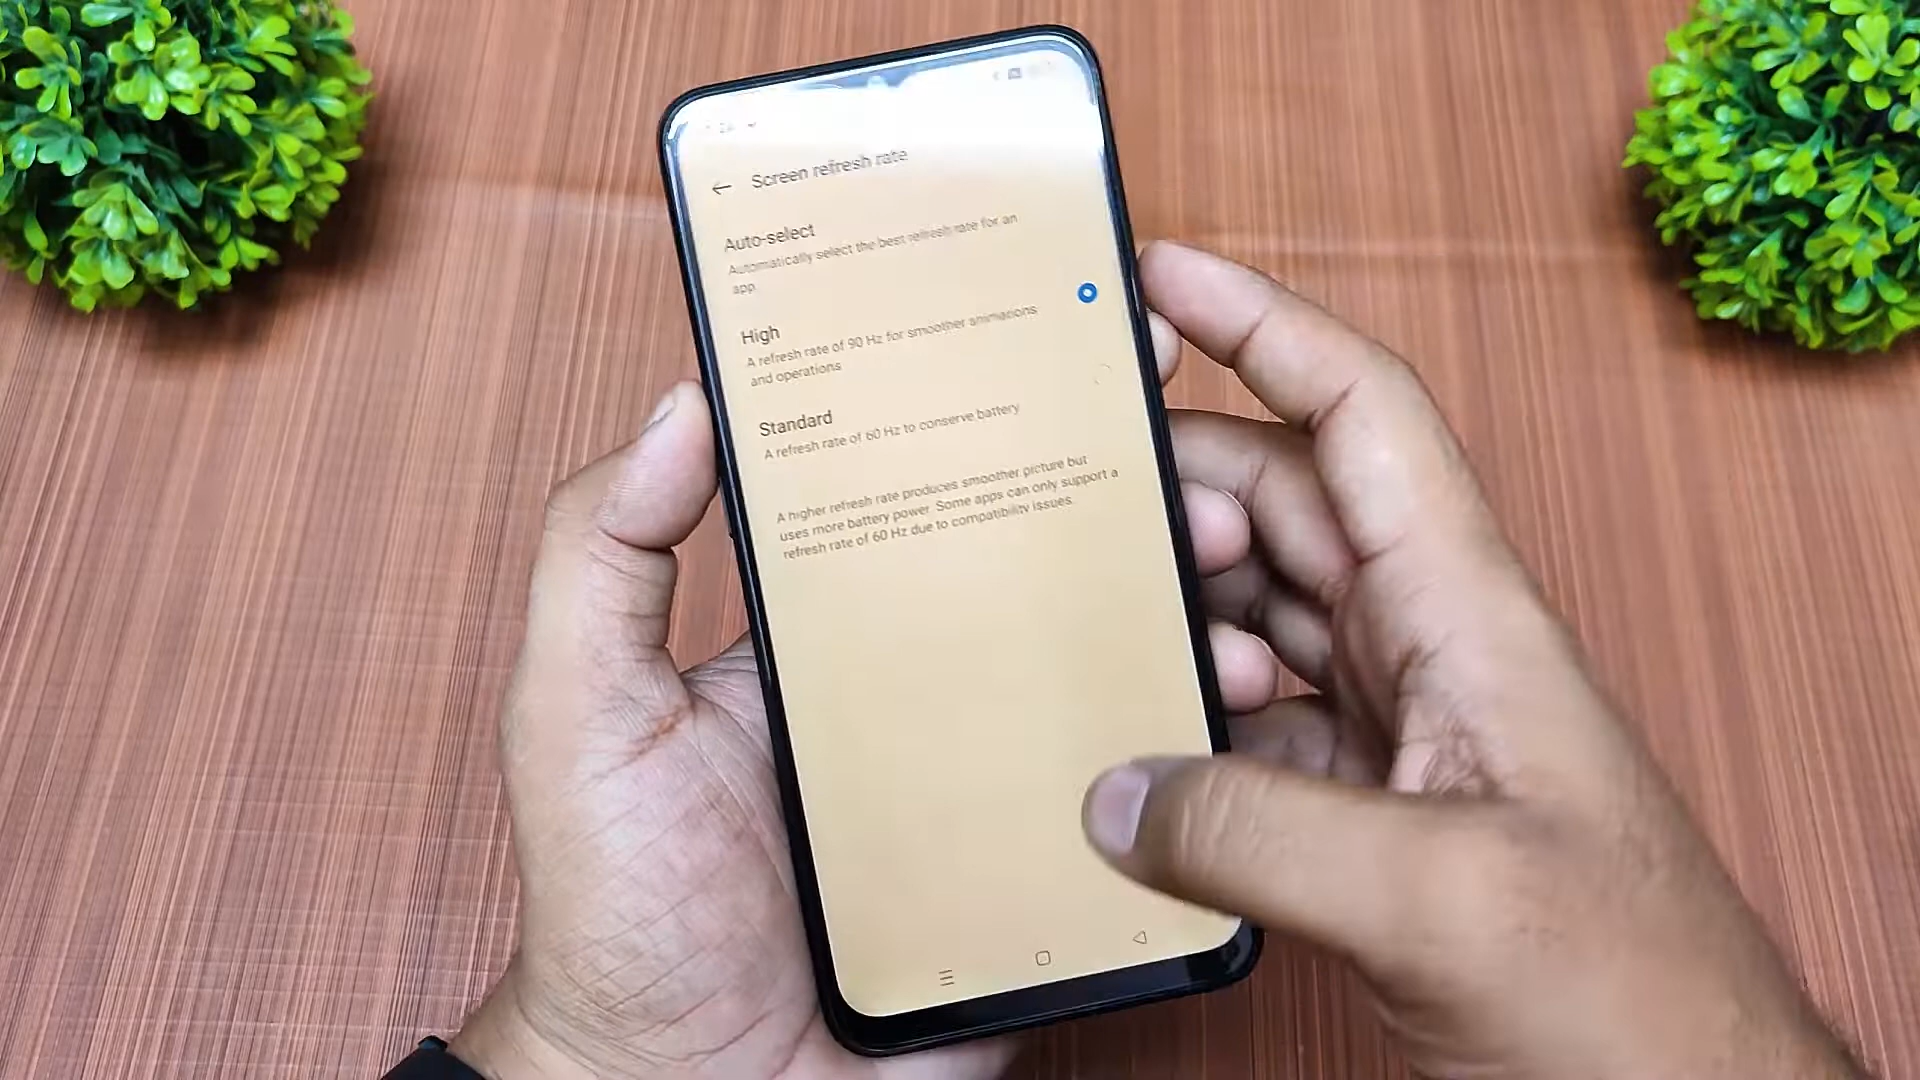 Screen refresh rate
Auto-select
Automatically select the best refresh rate for an
app
High
A refresh rate of 90 Hz for smoother animations
and operations
Standard
A refresh rate of 60 Hz to conserve battery
A higher refresh rate produces smoother picture but
uses more battery power. Some apps can only support a
refresh rate of 60 Hz due to compatibility issues.